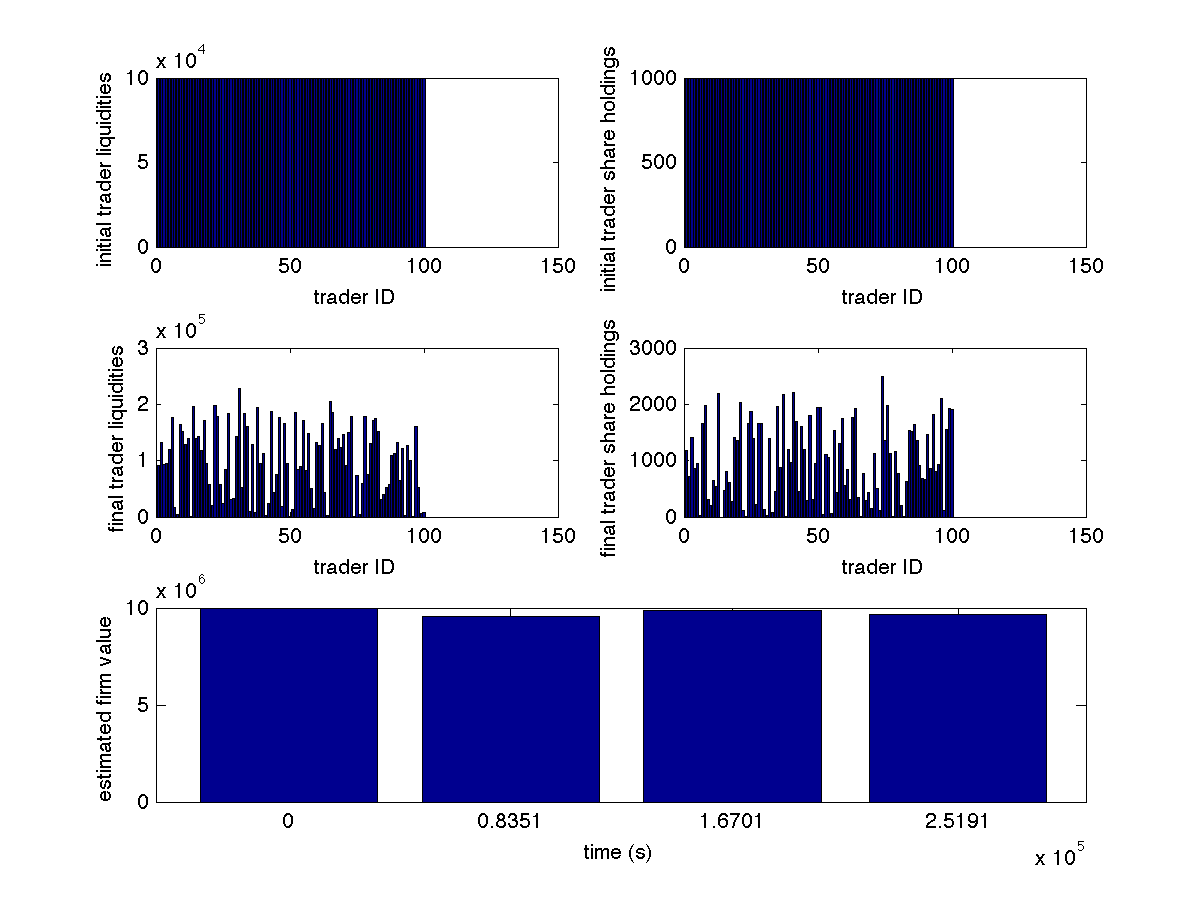 x 10^4
10
5
0
initial trader liquidities
0 50 100 150
trader ID
1000
500
0
initial trader share holdings
0 50 100 150
trader ID
x 10^5
3
2
1
0
final trader liquidities
0 50 100 150
trader ID
3000
2000
1000
0
final trader share holdings
0 50 100 150
trader ID
x 10^6
10
5
0
estimated firm value
0 0.8351 1.6701 2.5191
time (s)
x 10^5